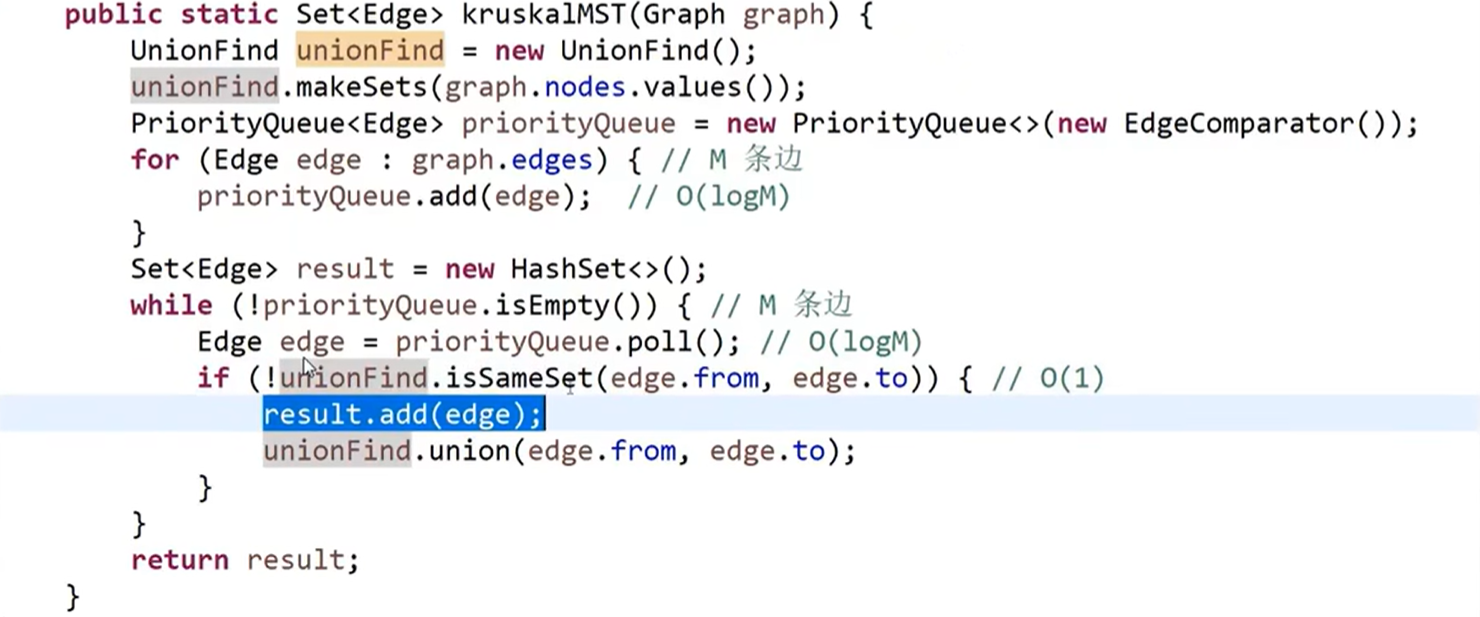 public static Set<Edge> kruskalMST(Graph graph) {
UnionFind unionFind = new UnionFind();
unionFind.makeSets(graph.nodes.values());
PriorityQueue<Edge> priorityQueue = new PriorityQueue<>(new EdgeComparator());
for (Edge edge : graph.edges) { // M 条边
priorityQueue.add(edge);  // O(logM)
}
Set<Edge> result = new HashSet<>();
while (!priorityQueue.isEmpty()) { // M 条边
Edge edge = priorityQueue.poll(); // O(logM)
if (!unionFind.isSameSet(edge.from, edge.to)) { // O(1)
result.add(edge);
unionFind.union(edge.from, edge.to);
}
}
return result;
}